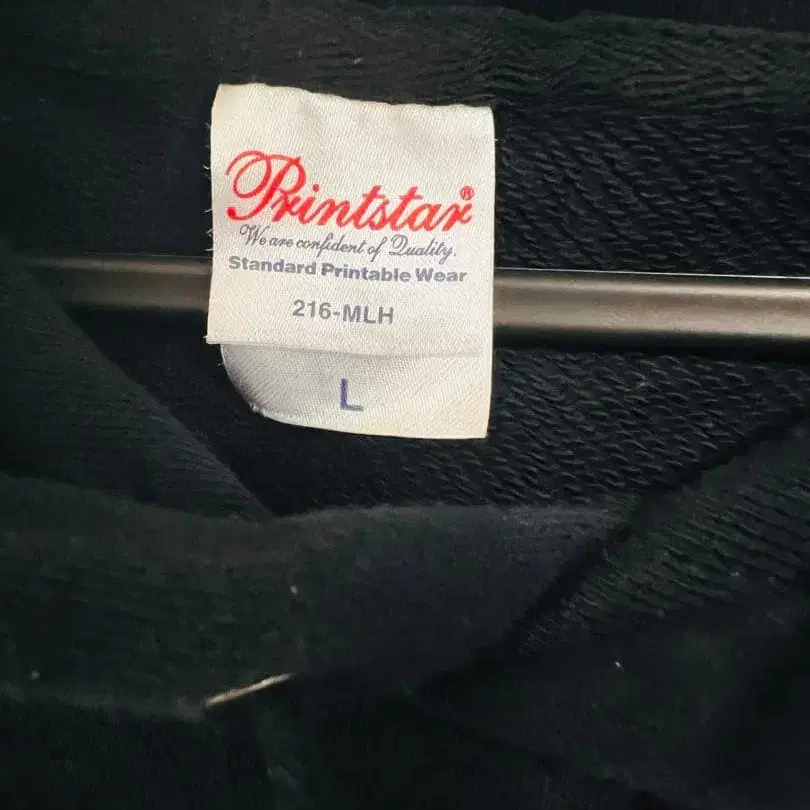 Printstar®
We are confident of Quality.
Standard Printable Wear
216-MLH
L